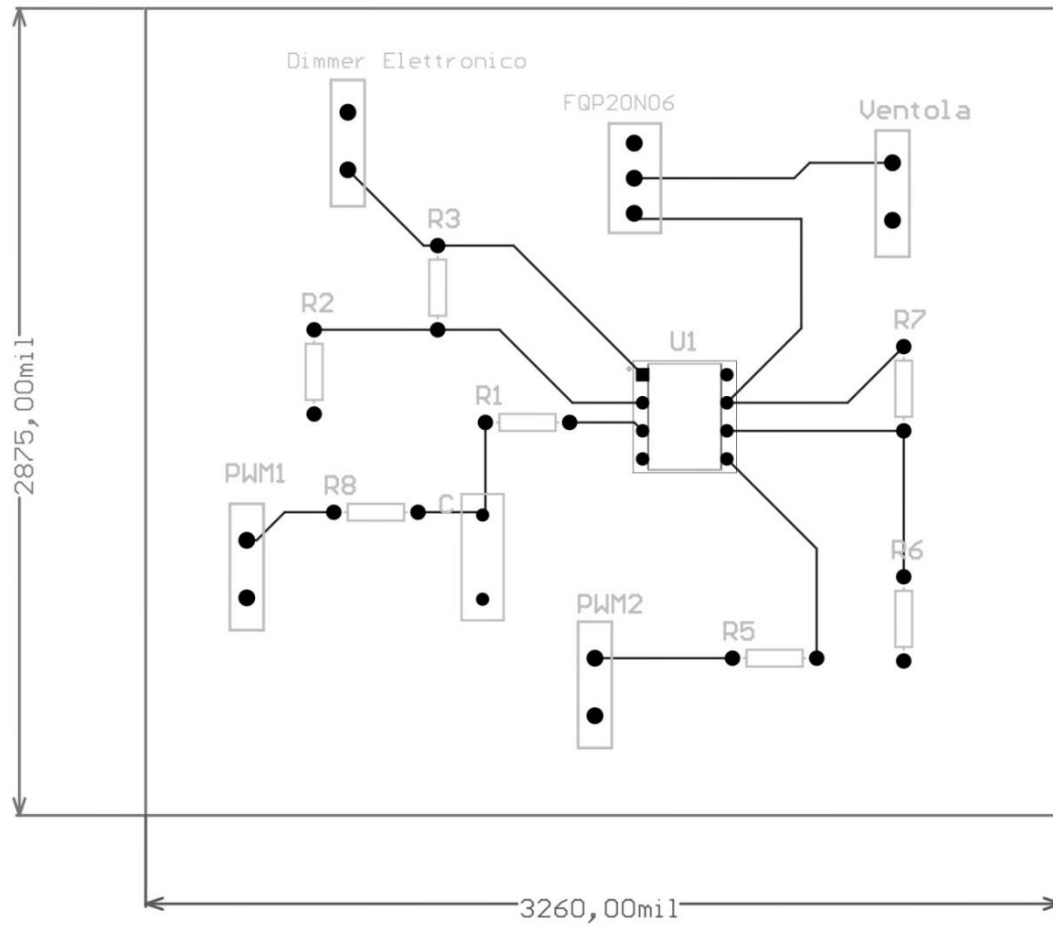 Dimmer Elettronico
FQP20N06
Ventola
R3
R2
R7
U1
R1
PWM1
R8
C
2875,00mil
R6
PWM2
R5
3260,00mil